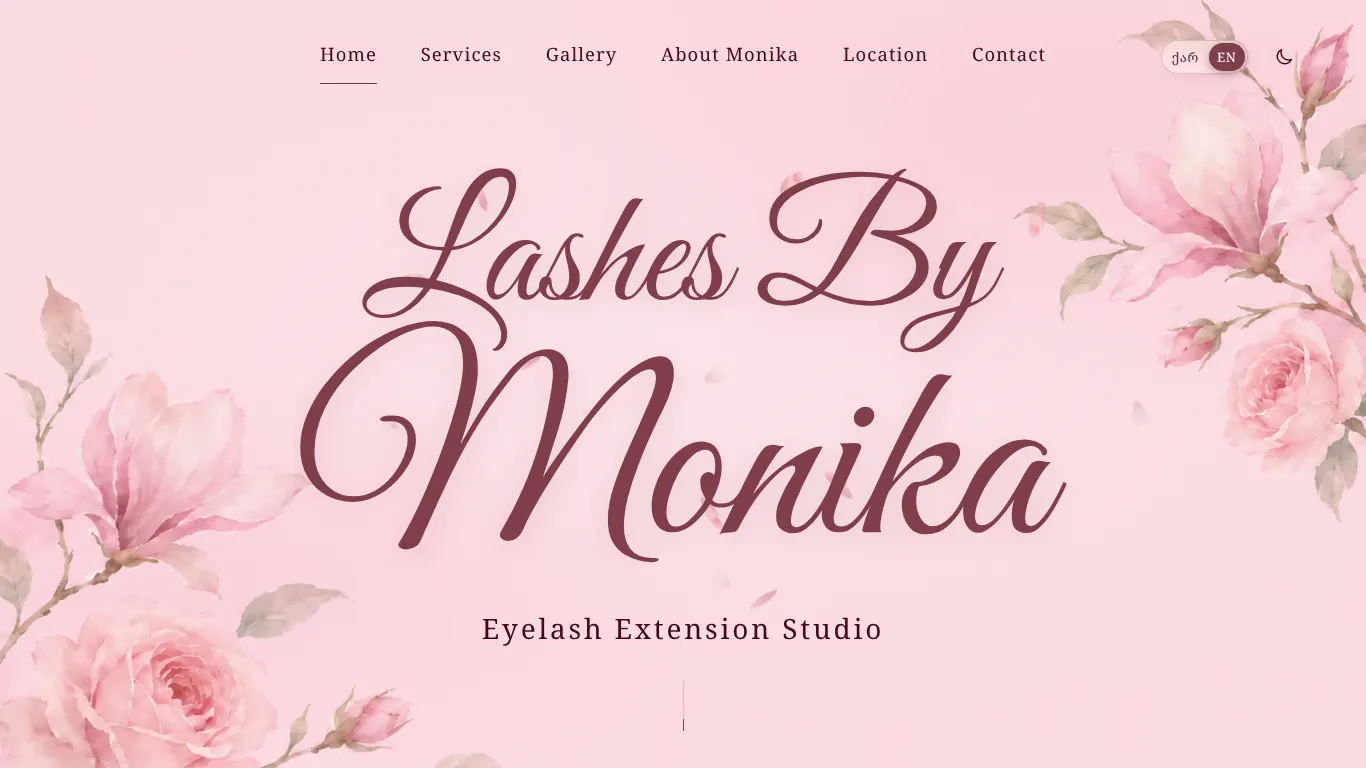 Home Services Gallery About Monika Location Contact ქარ EN
Lashes By
Monika
Eyelash Extension Studio